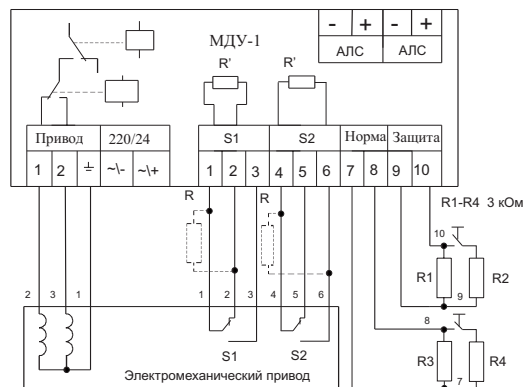 - + - +
АЛС АЛС
МДУ-1
R' R'
Привод 220/24 S1 S2 Норма Защита
1 2 ~\- ~\+ 1 2 3 4 5 6 7 8 9 10
R R
R1-R4 3 кОм
10
R1 R2
9
2 3 1 1 2 3 4 5 6
8
S1 S2
R3 R4
7
Электромеханический привод